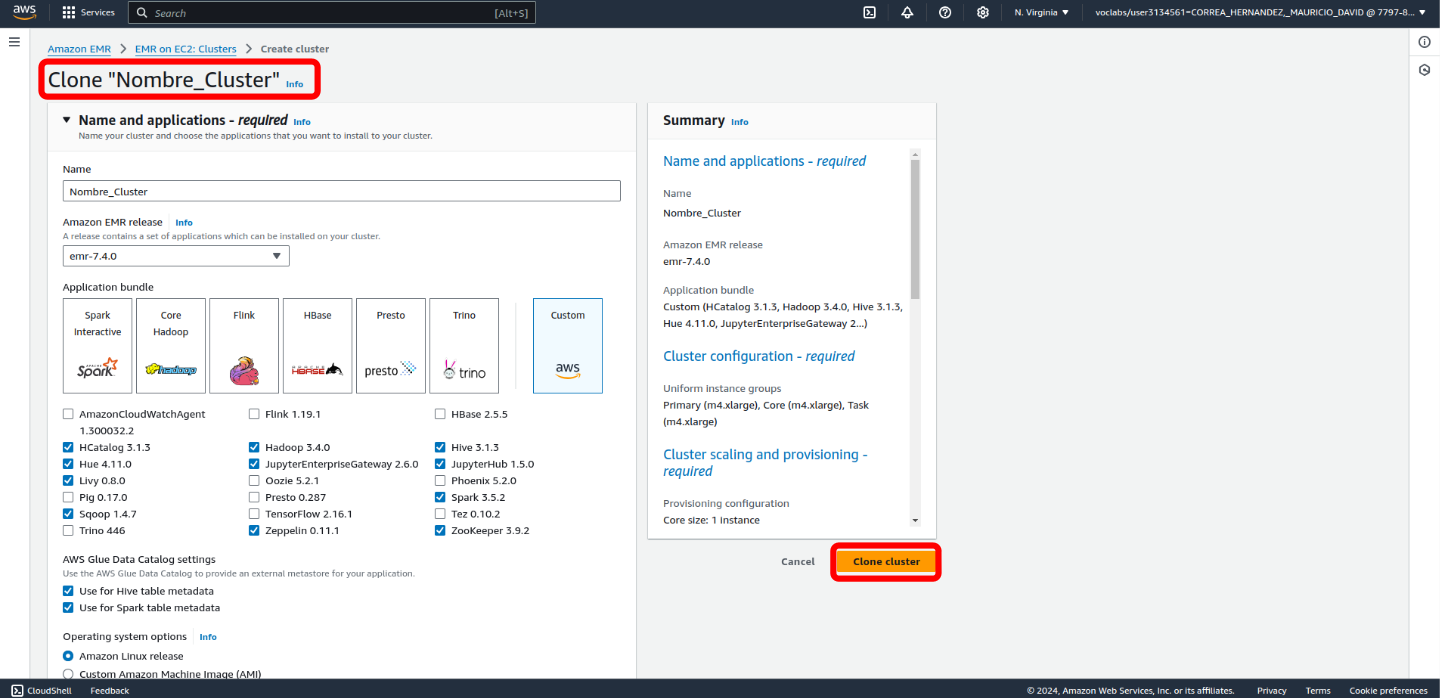 aws
Services
Search
[Alt+S]
N. Virginia
voclabs/user3134561=CORREA_HERNANDEZ,_MAURICIO_DAVID @ 7797-8...
Amazon EMR
EMR on EC2: Clusters
Create cluster
Clone "Nombre_Cluster" Info
Name and applications - required Info
Name your cluster and choose the applications that you want to install to your cluster.
Name
Nombre_Cluster
Amazon EMR release Info
A release contains a set of applications which can be installed on your cluster.
emr-7.4.0
Application bundle
Spark
Interactive
APACHE
Spark
Core
Hadoop
hadoop
Flink
HBase
APACHE
HBASE
Presto
presto
Trino
trino
Custom
aws
AmazonCloudWatchAgent
1.300032.2
Flink 1.19.1
HBase 2.5.5
HCatalog 3.1.3
Hadoop 3.4.0
Hive 3.1.3
Hue 4.11.0
JupyterEnterpriseGateway 2.6.0
JupyterHub 1.5.0
Livy 0.8.0
Oozie 5.2.1
Phoenix 5.2.0
Pig 0.17.0
Presto 0.287
Spark 3.5.2
Sqoop 1.4.7
TensorFlow 2.16.1
Tez 0.10.2
Trino 446
Zeppelin 0.11.1
ZooKeeper 3.9.2
AWS Glue Data Catalog settings
Use the AWS Glue Data Catalog to provide an external metastore for your application.
Use for Hive table metadata
Use for Spark table metadata
Operating system options Info
Amazon Linux release
Custom Amazon Machine Image (AMI)
Summary Info
Name and applications - required
Name
Nombre_Cluster
Amazon EMR release
emr-7.4.0
Application bundle
Custom (HCatalog 3.1.3, Hadoop 3.4.0, Hive 3.1.3,
Hue 4.11.0, JupyterEnterpriseGateway 2...)
Cluster configuration - required
Uniform instance groups
Primary (m4.xlarge), Core (m4.xlarge), Task
(m4.xlarge)
Cluster scaling and provisioning -
required
Provisioning configuration
Core size: 1 instance
Cancel
Clone cluster
CloudShell
Feedback
© 2024, Amazon Web Services, Inc. or its affiliates.
Privacy
Terms
Cookie preferences